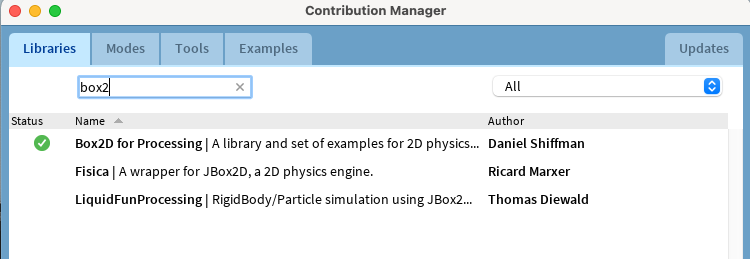 Contribution Manager
Libraries Modes Tools Examples Updates
box2 All
Status Name Author
Box2D for Processing | A library and set of examples for 2D physics... Daniel Shiffman
Fisica | A wrapper for JBox2D, a 2D physics engine. Ricard Marxer
LiquidFunProcessing | RigidBody/Particle simulation using JBox2... Thomas Diewald